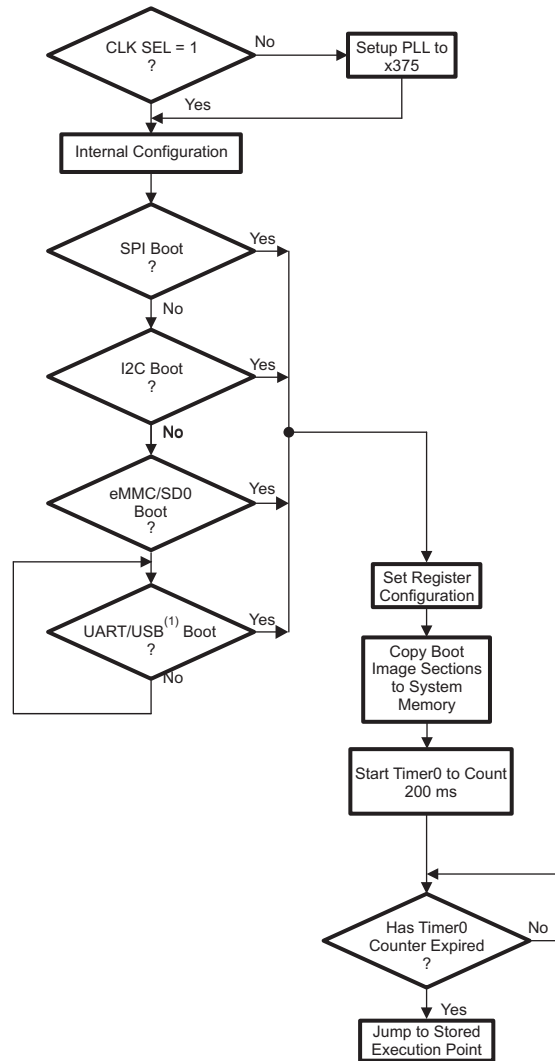 CLK SEL = 1
?
No
Setup PLL to
x375
Yes
Internal Configuration
SPI Boot
?
Yes
No
I2C Boot
?
Yes
No
eMMC/SD0
Boot
?
Yes
UART/USB(1) Boot
?
Yes
No
Set Register
Configuration
Copy Boot
Image Sections
to System
Memory
Start Timer0 to Count
200 ms
Has Timer0
Counter Expired
?
No
Yes
Jump to Stored
Execution Point